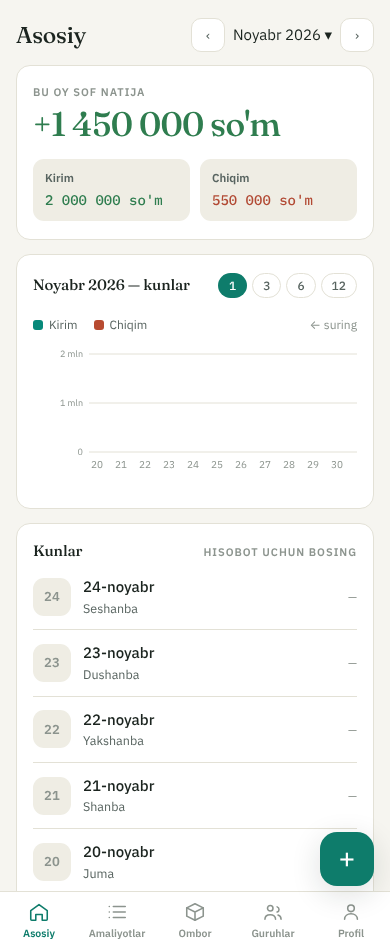 Asosiy
‹ Noyabr 2026 ▾ ›
BU OY SOF NATIJA
+1 450 000 so'm
Kirim
2 000 000 so'm
Chiqim
550 000 so'm
Noyabr 2026 — kunlar
1 3 6 12
Kirim Chiqim
← suring
2 mln
1 mln
0
20 21 22 23 24 25 26 27 28 29 30
Kunlar
HISOBOT UCHUN BOSING
24
24-noyabr
Seshanba
—
23
23-noyabr
Dushanba
—
22
22-noyabr
Yakshanba
—
21
21-noyabr
Shanba
—
20
20-noyabr
Juma
+
Asosiy Amaliyotlar Ombor Guruhlar Profil